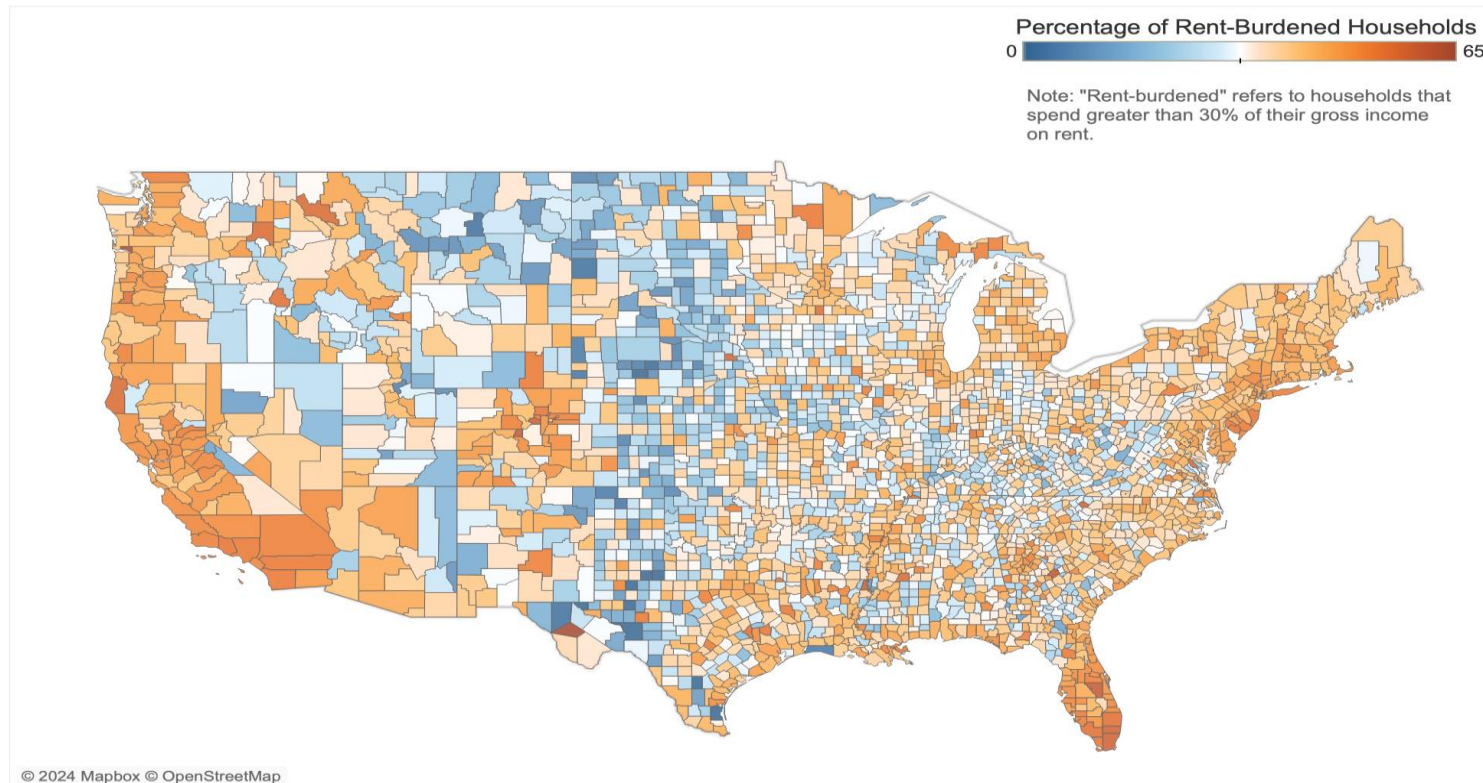 Percentage of Rent-Burdened Households
0 65
Note: "Rent-burdened" refers to households that
spend greater than 30% of their gross income
on rent.
© 2024 Mapbox © OpenStreetMap